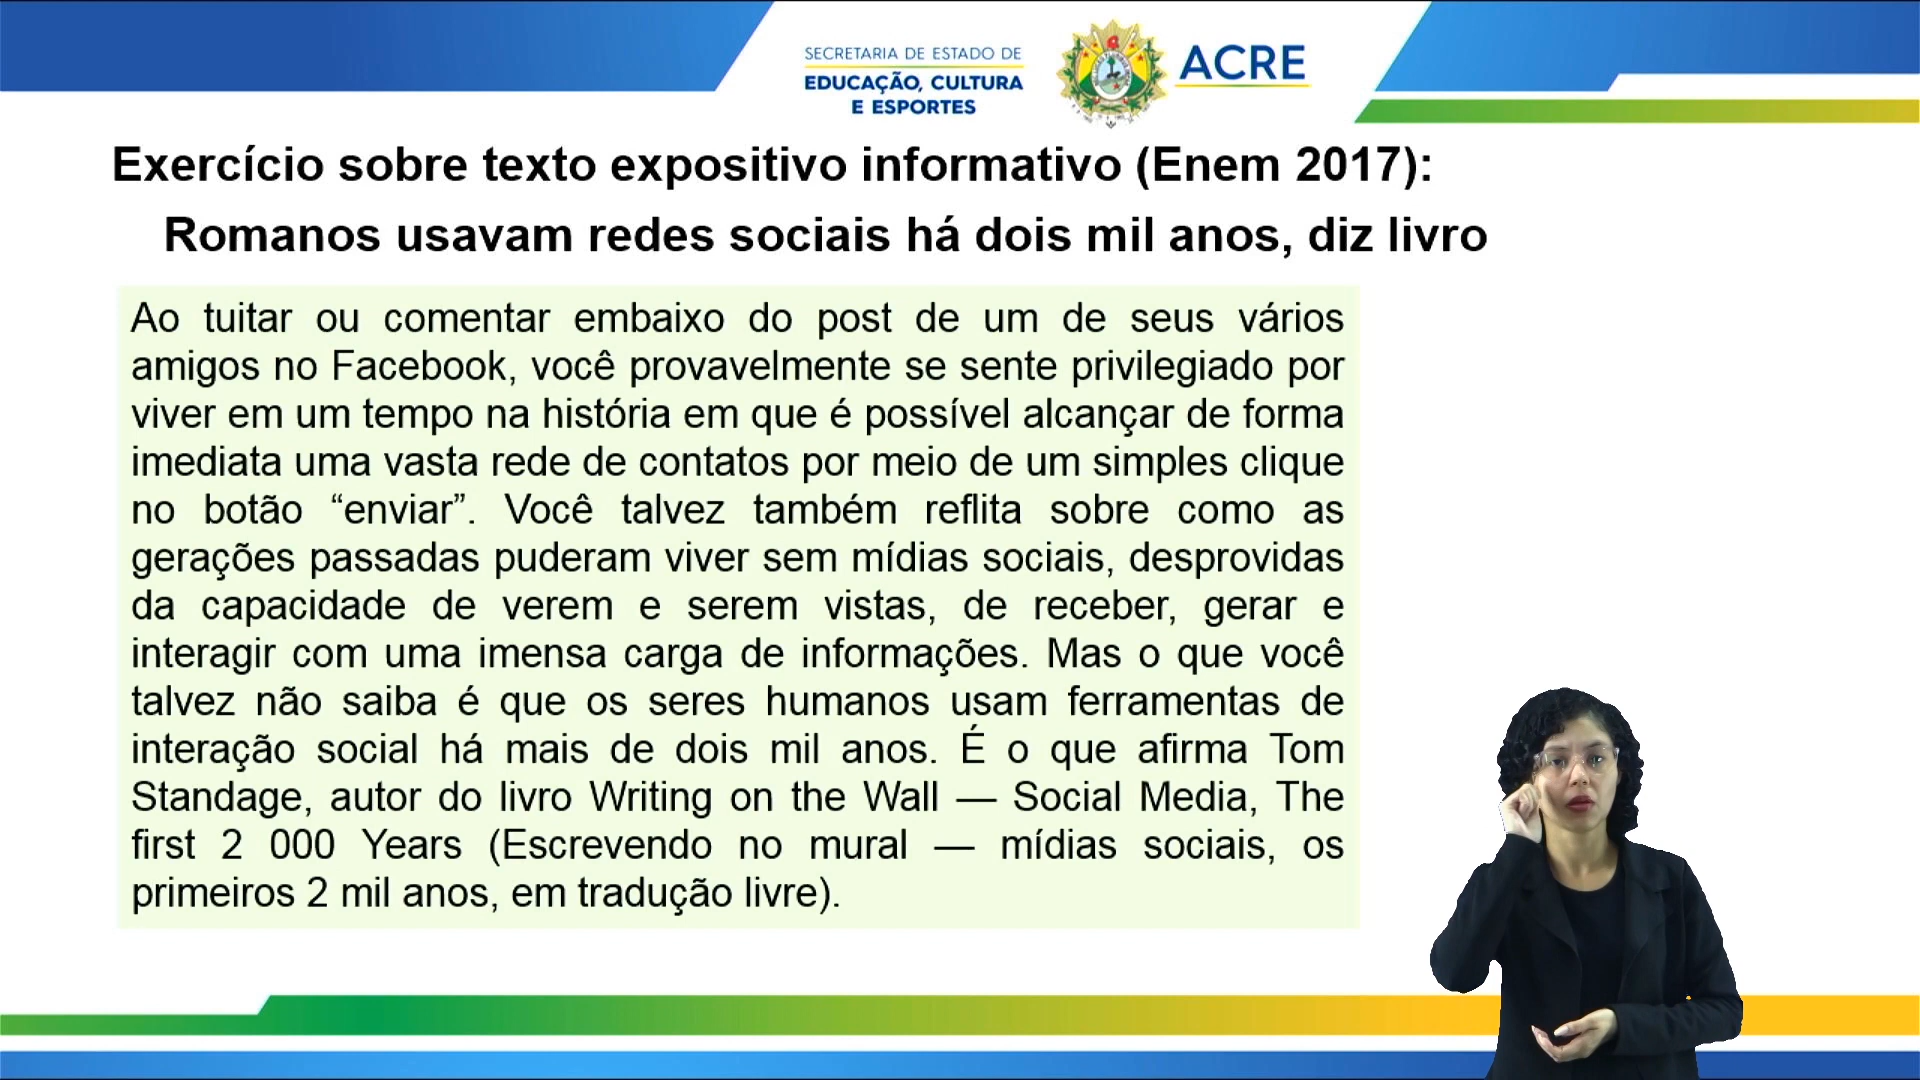 SECRETARIA DE ESTADO DE
EDUCAÇÃO, CULTURA
E ESPORTES
ACRE
Exercício sobre texto expositivo informativo (Enem 2017):
Romanos usavam redes sociais há dois mil anos, diz livro
Ao tuitar ou comentar embaixo do post de um de seus vários
amigos no Facebook, você provavelmente se sente privilegiado por
viver em um tempo na história em que é possível alcançar de forma
imediata uma vasta rede de contatos por meio de um simples clique
no botão “enviar”. Você talvez também reflita sobre como as
gerações passadas puderam viver sem mídias sociais, desprovidas
da capacidade de verem e serem vistas, de receber, gerar e
interagir com uma imensa carga de informações. Mas o que você
talvez não saiba é que os seres humanos usam ferramentas de
interação social há mais de dois mil anos. É o que afirma Tom
Standage, autor do livro Writing on the Wall — Social Media, The
first 2 000 Years (Escrevendo no mural — mídias sociais, os
primeiros 2 mil anos, em tradução livre).